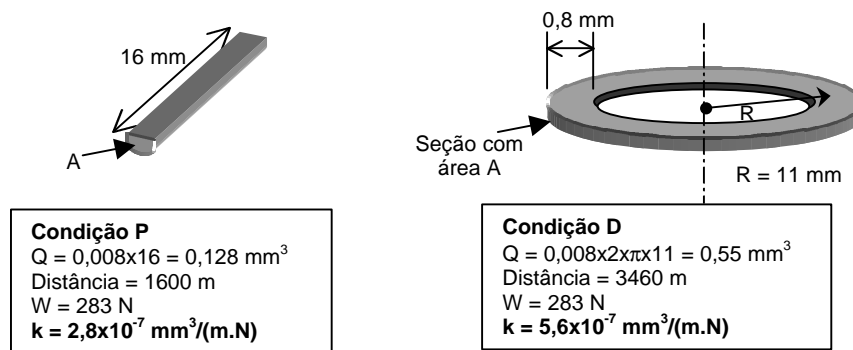 16 mm
A
0,8 mm
R
Seção com
área A
R = 11 mm
Condição P
Q = 0,008x16 = 0,128 mm³
Distância = 1600 m
W = 283 N
k = 2,8x10⁻⁷ mm³/(m.N)
Condição D
Q = 0,008x2xπx11 = 0,55 mm³
Distância = 3460 m
W = 283 N
k = 5,6x10⁻⁷ mm³/(m.N)